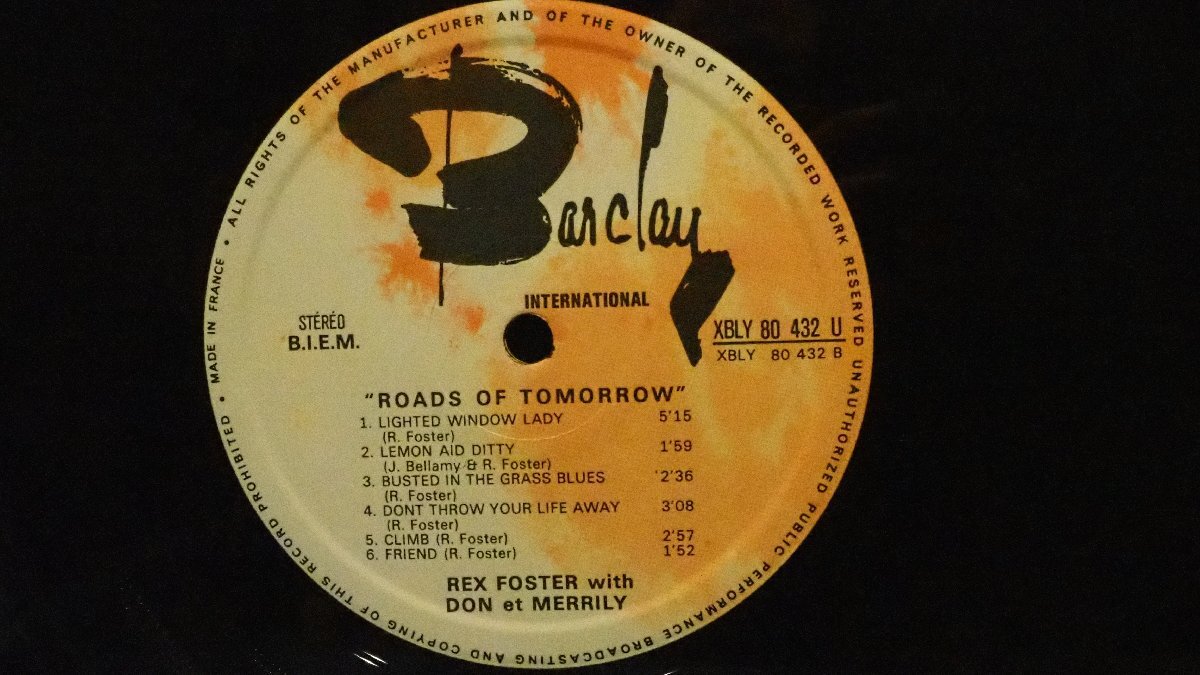 • MADE IN FRANCE • ALL RIGHTS OF THE MANUFACTURER AND OF THE OWNER OF THE RECORDED WORK RESERVED UNAUTHORIZED PUBLIC PERFORMANCE BROADCASTING AND COPYING OF THIS RECORD PROHIBITED
Barclay
INTERNATIONAL
STÉRÉO
B.I.E.M.
XBLY 80 432 U
XBLY 80 432 B
"ROADS OF TOMORROW"
1. LIGHTED WINDOW LADY 5'15
(R. Foster)
2. LEMON AID DITTY 1'59
(J. Bellamy & R. Foster)
3. BUSTED IN THE GRASS BLUES '2'36
(R. Foster)
4. DONT THROW YOUR LIFE AWAY 3'08
(R. Foster)
5. CLIMB (R. Foster) 2'57
6. FRIEND (R. Foster) 1'52
REX FOSTER with
DON et MERRILY